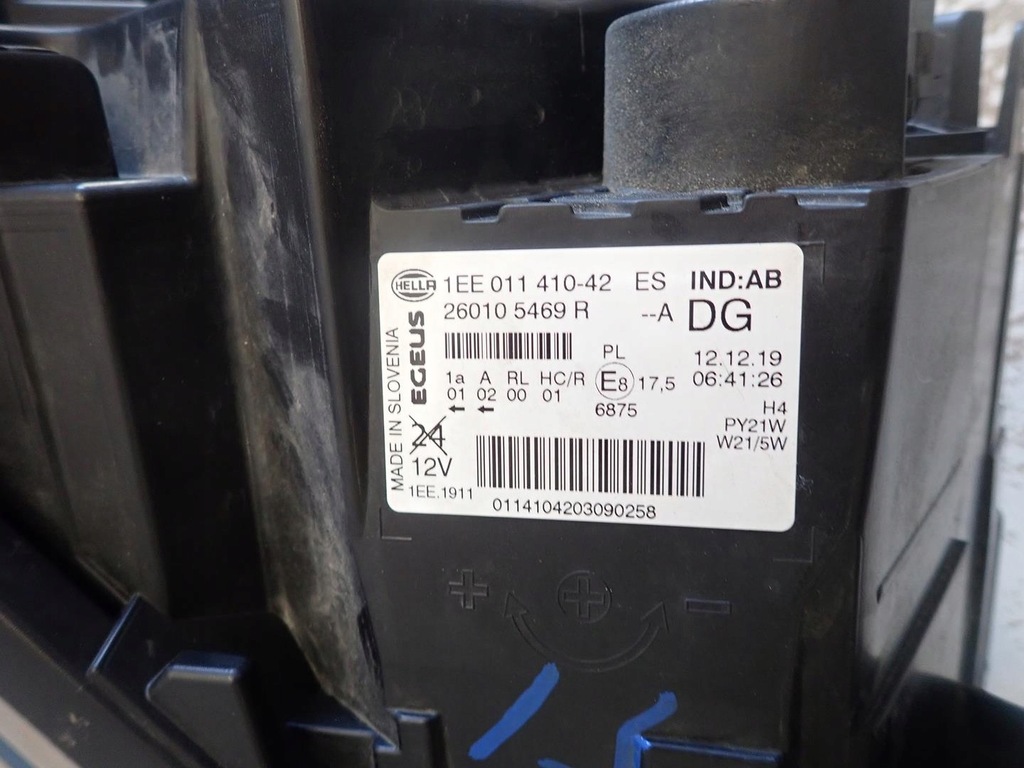 HELLA 1EE 011 410-42 ES IND:AB
26010 5469 R --A DG
MADE IN SLOVENIA
EGEUS
PL
12.12.19
06:41:26
1a A RL HC/R E8 17,5
01 02 00 01
6875
H4
PY21W
W21/5W
24
12V
1EE.1911
0114104203090258